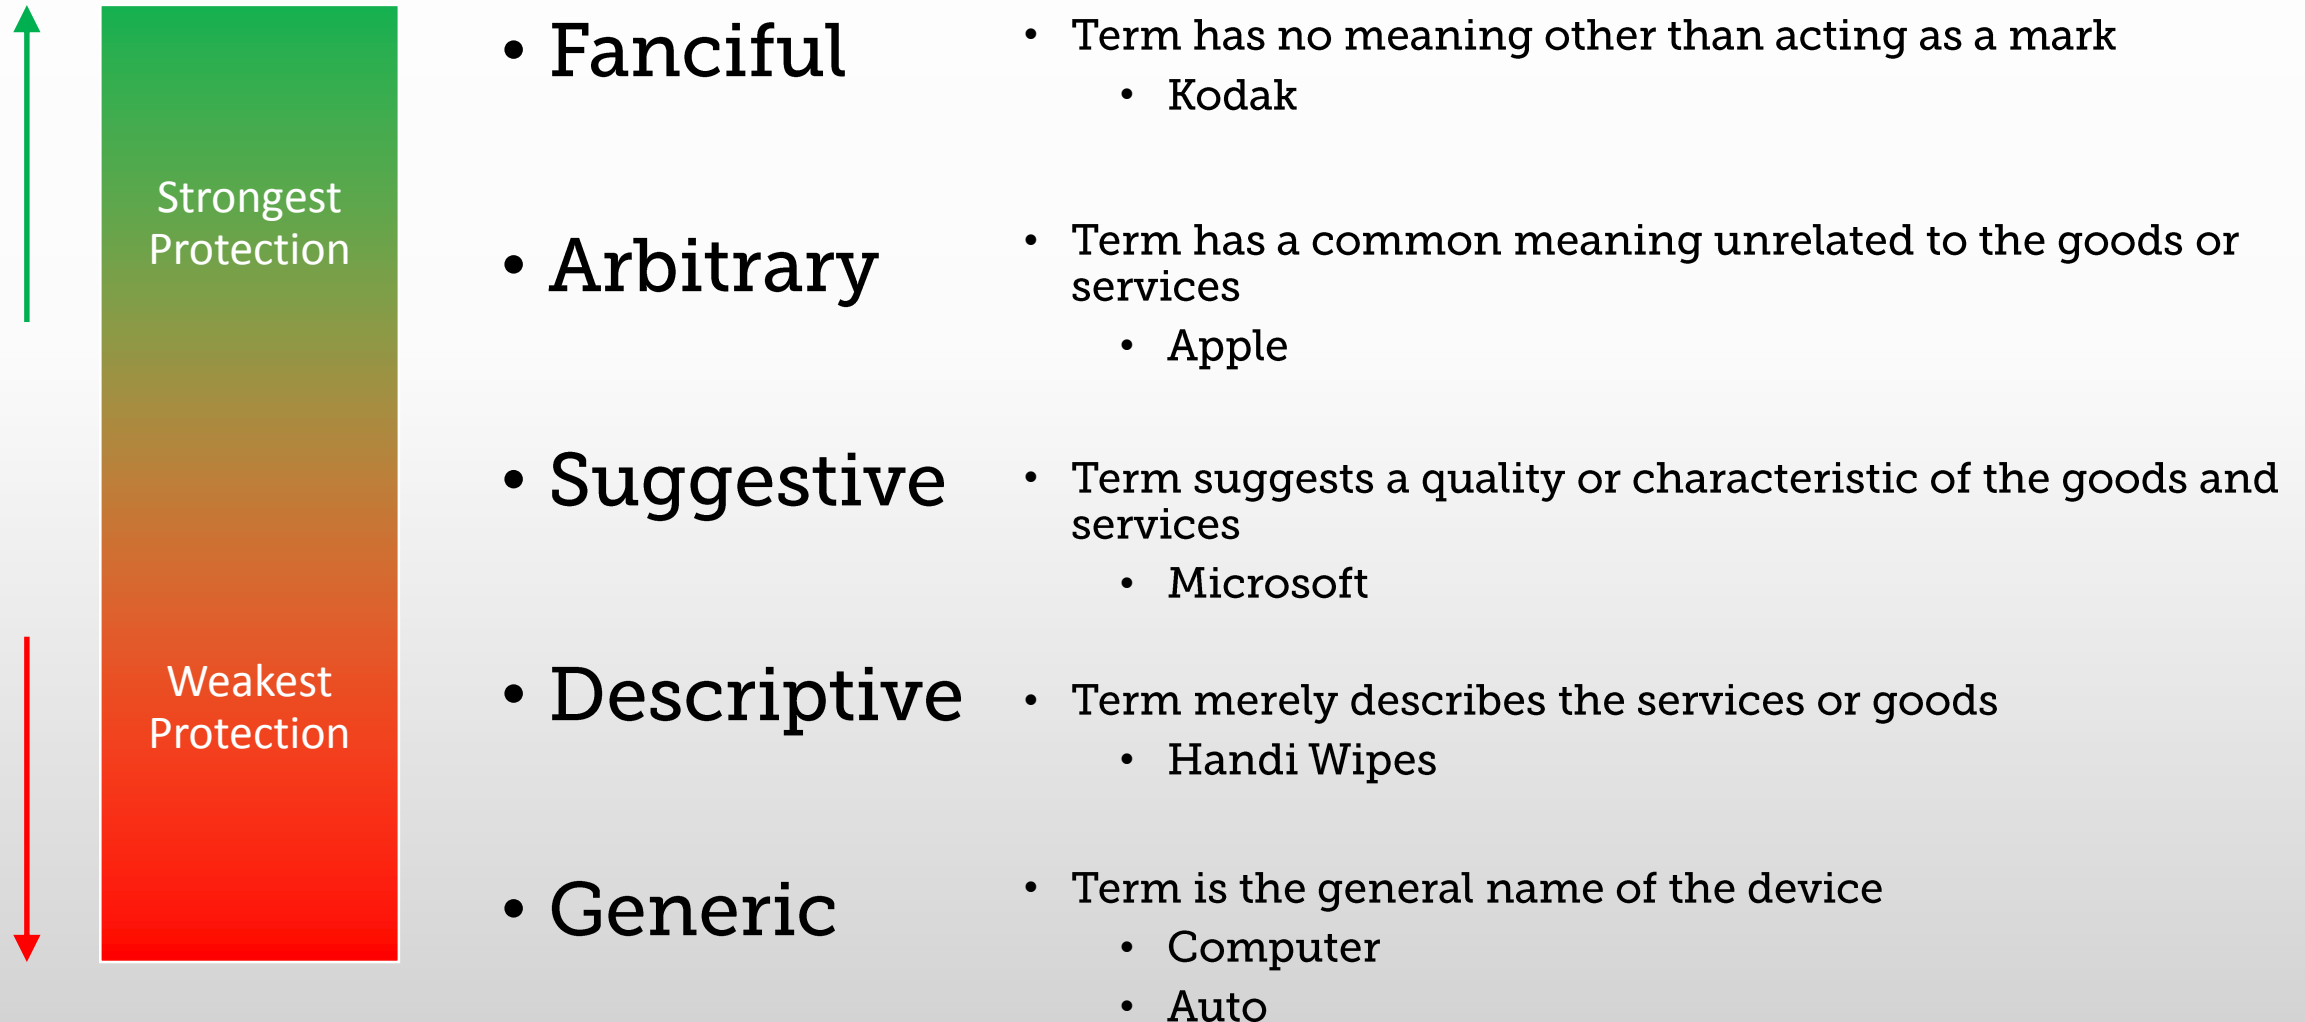 Strongest
Protection
Weakest
Protection
• Fanciful
• Term has no meaning other than acting as a mark
• Kodak
• Arbitrary
• Term has a common meaning unrelated to the goods or
services
• Apple
• Suggestive
• Term suggests a quality or characteristic of the goods and
services
• Microsoft
• Descriptive
• Term merely describes the services or goods
• Handi Wipes
• Generic
• Term is the general name of the device
• Computer
• Auto